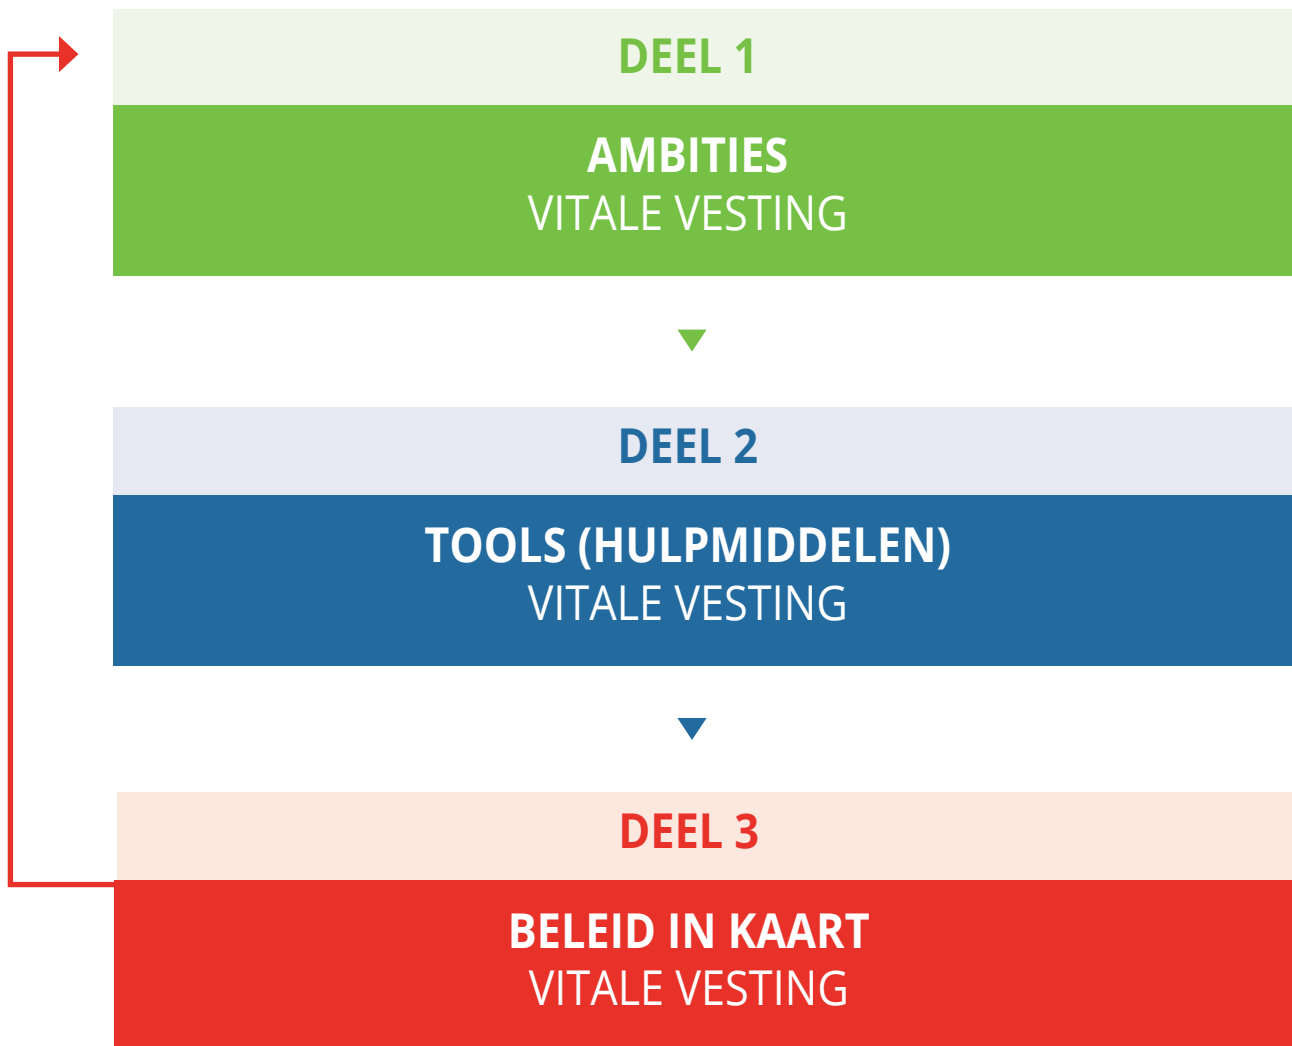 DEEL 1
AMBITIES
VITALE VESTING
DEEL 2
TOOLS (HULPMIDDELEN)
VITALE VESTING
DEEL 3
BELEID IN KAART
VITALE VESTING